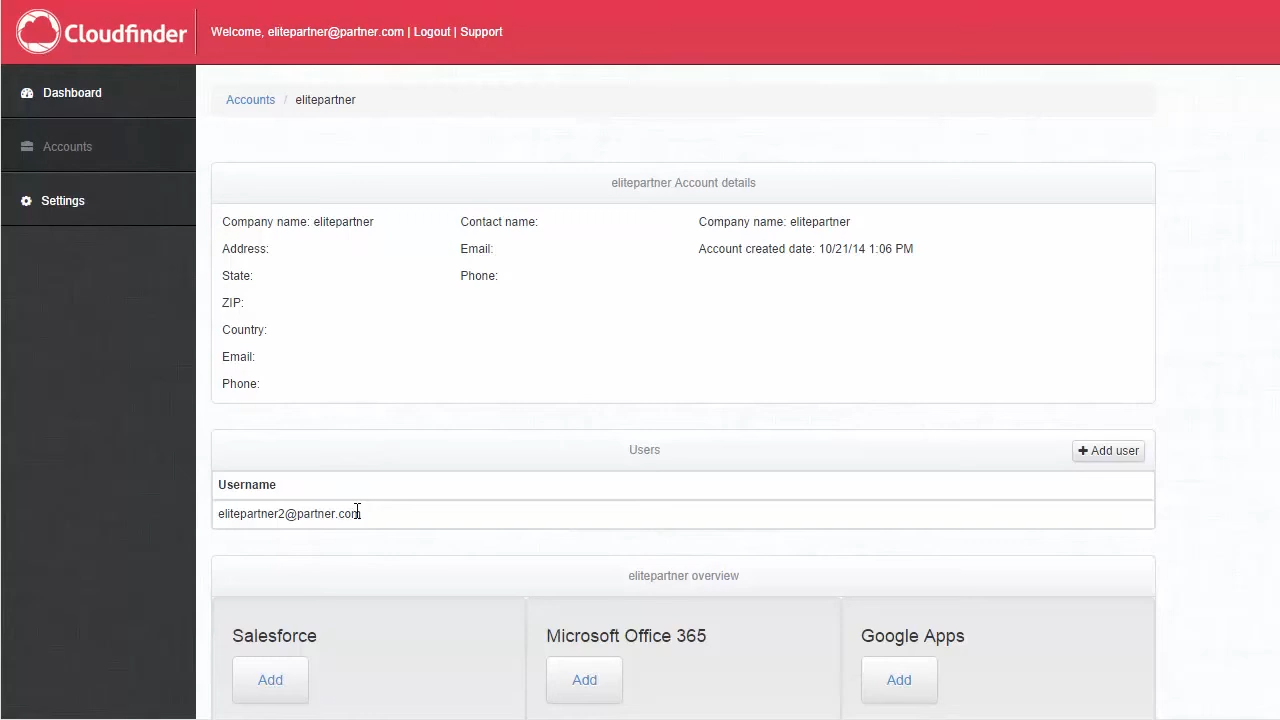 Cloudfinder
Welcome, elitepartner@partner.com | Logout | Support
Dashboard
Accounts
Settings
Accounts / elitepartner
elitepartner Account details
Company name: elitepartner
Address:
State:
ZIP:
Country:
Email:
Phone:
Contact name:
Email:
Phone:
Company name: elitepartner
Account created date: 10/21/14 1:06 PM
Users
Add user
Username
elitepartner2@partner.com
elitepartner overview
Salesforce
Add
Microsoft Office 365
Add
Google Apps
Add